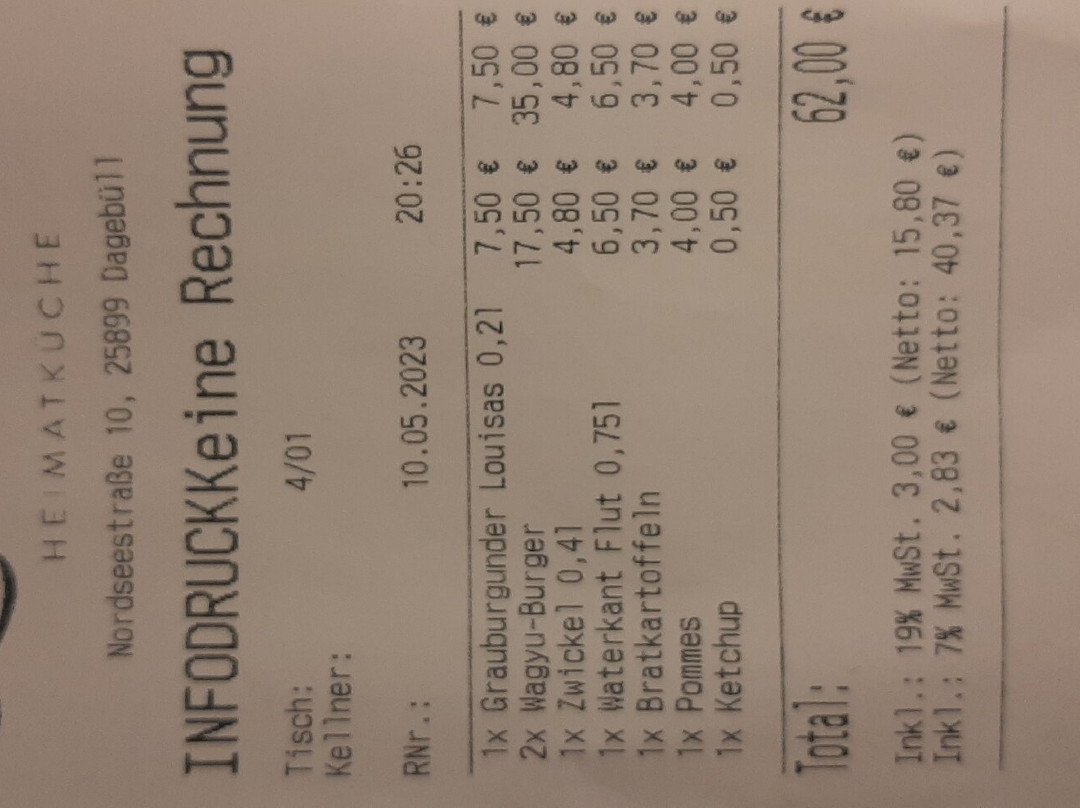 HEIMATKÜCHE
Nordseestraße 10, 25899 Dagebüll
INFODRUCKKeine Rechnung
Tisch: 4/01
Kellner:
RNr.: 10.05.2023 20:26
1x Grauburgunder Louisas 0,2l 7,50 € 7,50 €
2x Wagyu-Burger 17,50 € 35,00 €
1x Zwickel 0,4l 4,80 € 4,80 €
1x Waterkant Flut 0,75l 6,50 € 6,50 €
1x Bratkartoffeln 3,70 € 3,70 €
1x Pommes 4,00 € 4,00 €
1x Ketchup 0,50 € 0,50 €
Total: 62,00 €
Inkl.: 19% MwSt. 3,00 € (Netto: 15,80 €)
Inkl.: 7% MwSt. 2,83 € (Netto: 40,37 €)